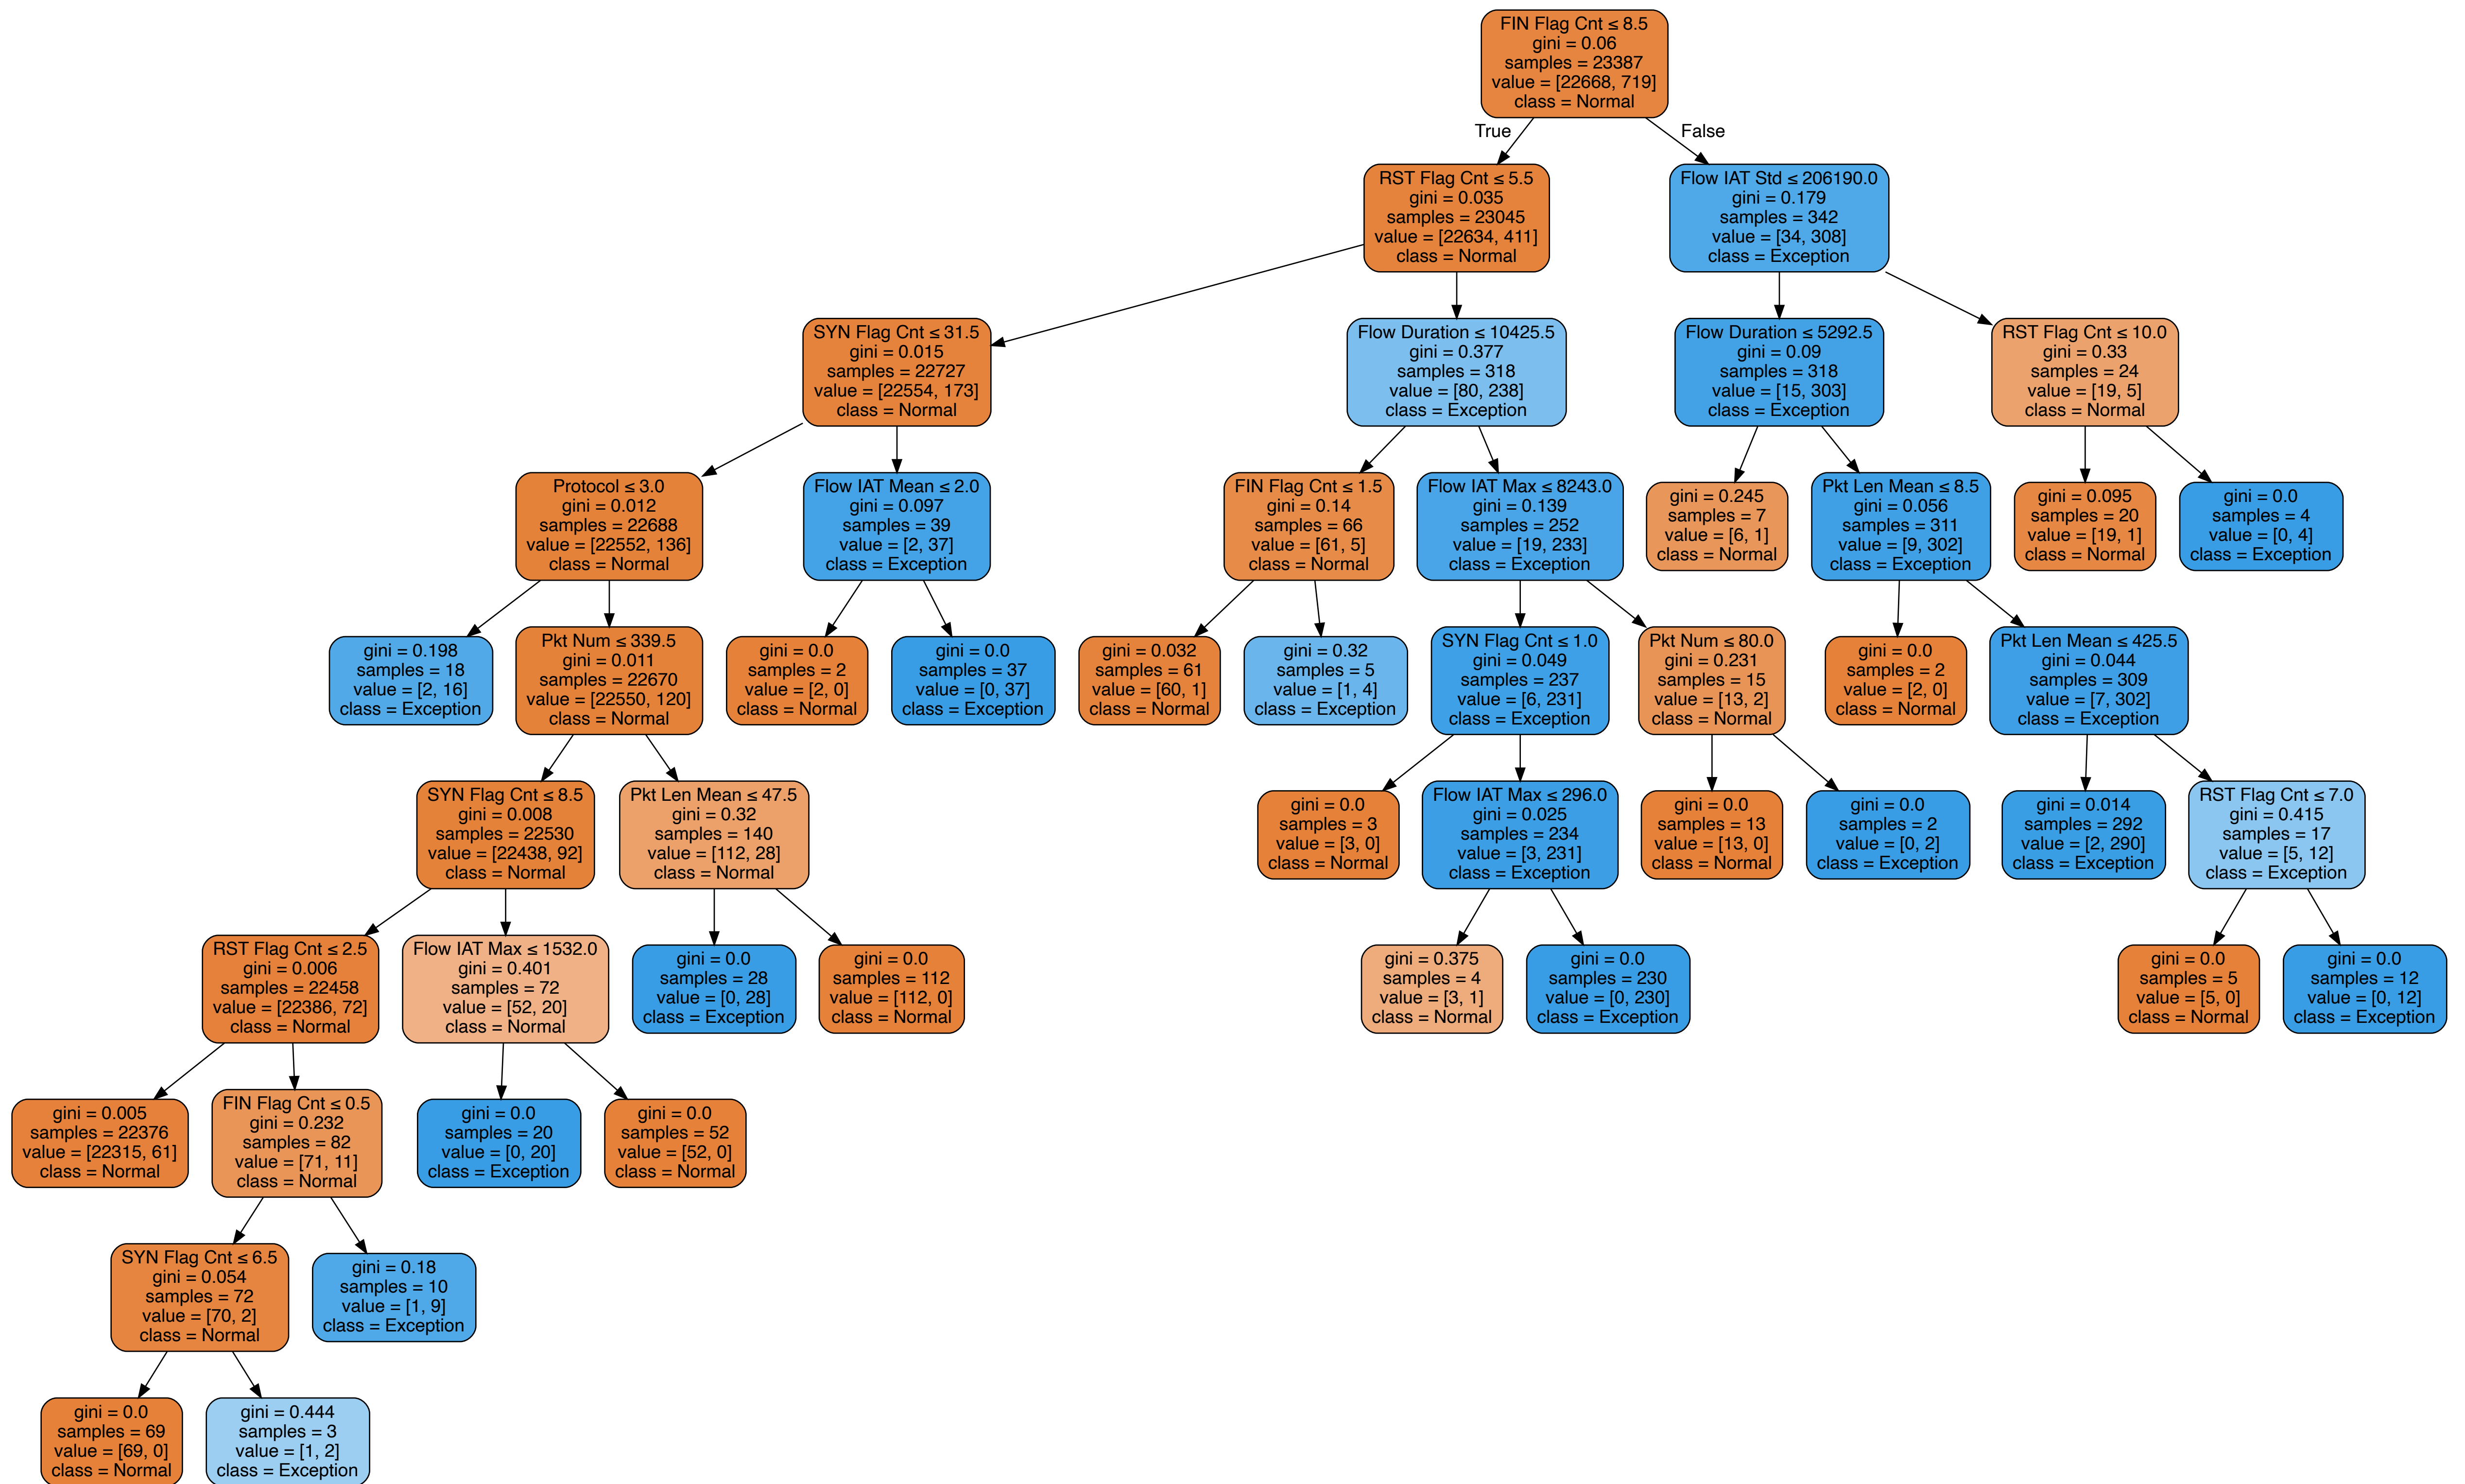 FIN Flag Cnt ≤ 8.5
gini = 0.06
samples = 23387
value = [22668, 719]
class = Normal
True
False
RST Flag Cnt ≤ 5.5
gini = 0.035
samples = 23045
value = [22634, 411]
class = Normal
Flow IAT Std ≤ 206190.0
gini = 0.179
samples = 342
value = [34, 308]
class = Exception
SYN Flag Cnt ≤ 31.5
gini = 0.015
samples = 22727
value = [22554, 173]
class = Normal
Flow Duration ≤ 10425.5
gini = 0.377
samples = 318
value = [80, 238]
class = Exception
Flow Duration ≤ 5292.5
gini = 0.09
samples = 318
value = [15, 303]
class = Exception
RST Flag Cnt ≤ 10.0
gini = 0.33
samples = 24
value = [19, 5]
class = Normal
Protocol ≤ 3.0
gini = 0.012
samples = 22688
value = [22552, 136]
class = Normal
Flow IAT Mean ≤ 2.0
gini = 0.097
samples = 39
value = [2, 37]
class = Exception
FIN Flag Cnt ≤ 1.5
gini = 0.14
samples = 66
value = [61, 5]
class = Normal
Flow IAT Max ≤ 8243.0
gini = 0.139
samples = 252
value = [19, 233]
class = Exception
gini = 0.245
samples = 7
value = [6, 1]
class = Normal
Pkt Len Mean ≤ 8.5
gini = 0.056
samples = 311
value = [9, 302]
class = Exception
gini = 0.095
samples = 20
value = [19, 1]
class = Normal
gini = 0.0
samples = 4
value = [0, 4]
class = Exception
gini = 0.198
samples = 18
value = [2, 16]
class = Exception
Pkt Num ≤ 339.5
gini = 0.011
samples = 22670
value = [22550, 120]
class = Normal
gini = 0.0
samples = 2
value = [2, 0]
class = Normal
gini = 0.0
samples = 37
value = [0, 37]
class = Exception
gini = 0.032
samples = 61
value = [60, 1]
class = Normal
gini = 0.32
samples = 5
value = [1, 4]
class = Exception
SYN Flag Cnt ≤ 1.0
gini = 0.049
samples = 237
value = [6, 231]
class = Exception
Pkt Num ≤ 80.0
gini = 0.231
samples = 15
value = [13, 2]
class = Normal
gini = 0.0
samples = 2
value = [2, 0]
class = Normal
Pkt Len Mean ≤ 425.5
gini = 0.044
samples = 309
value = [7, 302]
class = Exception
SYN Flag Cnt ≤ 8.5
gini = 0.008
samples = 22530
value = [22438, 92]
class = Normal
Pkt Len Mean ≤ 47.5
gini = 0.32
samples = 140
value = [112, 28]
class = Normal
gini = 0.0
samples = 3
value = [3, 0]
class = Normal
Flow IAT Max ≤ 296.0
gini = 0.025
samples = 234
value = [3, 231]
class = Exception
gini = 0.0
samples = 13
value = [13, 0]
class = Normal
gini = 0.0
samples = 2
value = [0, 2]
class = Exception
gini = 0.014
samples = 292
value = [2, 290]
class = Exception
RST Flag Cnt ≤ 7.0
gini = 0.415
samples = 17
value = [5, 12]
class = Exception
RST Flag Cnt ≤ 2.5
gini = 0.006
samples = 22458
value = [22386, 72]
class = Normal
Flow IAT Max ≤ 1532.0
gini = 0.401
samples = 72
value = [52, 20]
class = Normal
gini = 0.0
samples = 28
value = [0, 28]
class = Exception
gini = 0.0
samples = 112
value = [112, 0]
class = Normal
gini = 0.375
samples = 4
value = [3, 1]
class = Normal
gini = 0.0
samples = 230
value = [0, 230]
class = Exception
gini = 0.0
samples = 5
value = [5, 0]
class = Normal
gini = 0.0
samples = 12
value = [0, 12]
class = Exception
gini = 0.005
samples = 22376
value = [22315, 61]
class = Normal
FIN Flag Cnt ≤ 0.5
gini = 0.232
samples = 82
value = [71, 11]
class = Normal
gini = 0.0
samples = 20
value = [0, 20]
class = Exception
gini = 0.0
samples = 52
value = [52, 0]
class = Normal
SYN Flag Cnt ≤ 6.5
gini = 0.054
samples = 72
value = [70, 2]
class = Normal
gini = 0.18
samples = 10
value = [1, 9]
class = Exception
gini = 0.0
samples = 69
value = [69, 0]
class = Normal
gini = 0.444
samples = 3
value = [1, 2]
class = Exception